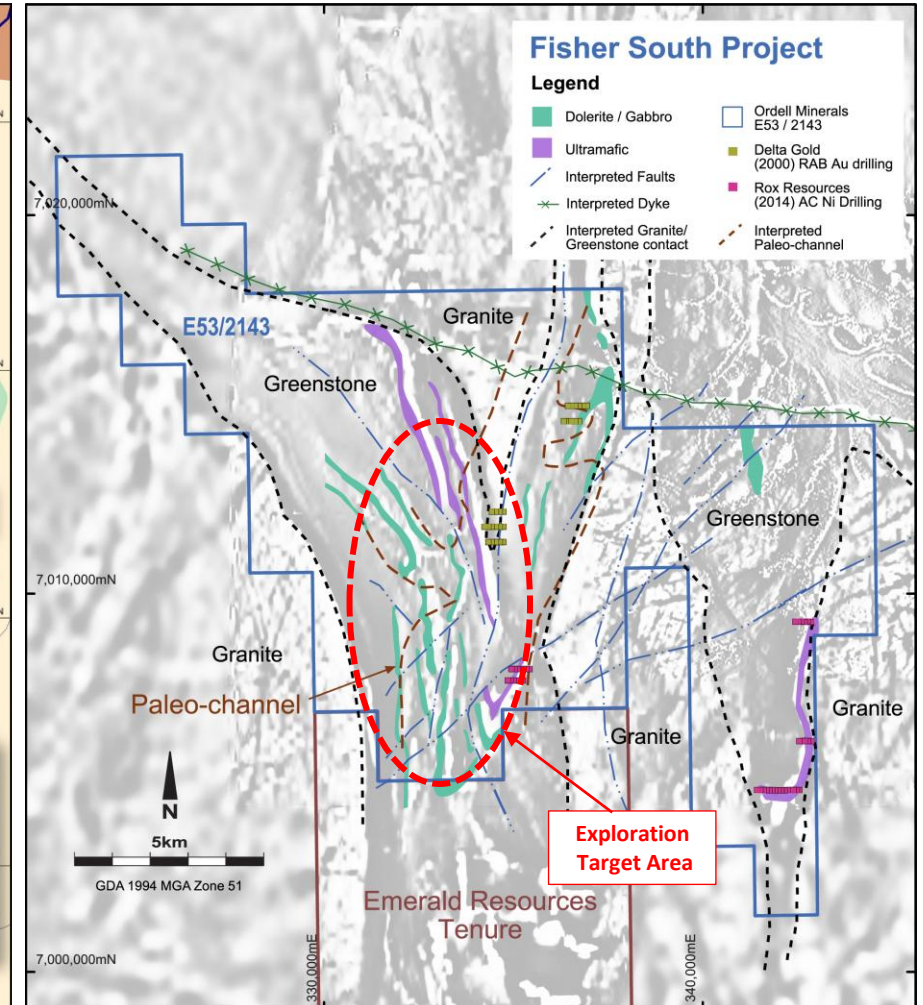 Fisher South Project
Legend
Dolerite / Gabbro
Ultramafic
Interpreted Faults
Interpreted Dyke
Interpreted Granite/
Greenstone contact
Ordell Minerals
E53 / 2143
Delta Gold
(2000) RAB Au drilling
Rox Resources
(2014) AC Ni Drilling
Interpreted
Paleo-channel
7,020,000mN
E53/2143
Granite
Greenstone
Greenstone
7,010,000mN
Granite
Paleo-channel
Granite
Granite
N
5km
GDA 1994 MGA Zone 51
Exploration
Target Area
Emerald Resources
Tenure
7,000,000mN
330,000mE
340,000mE